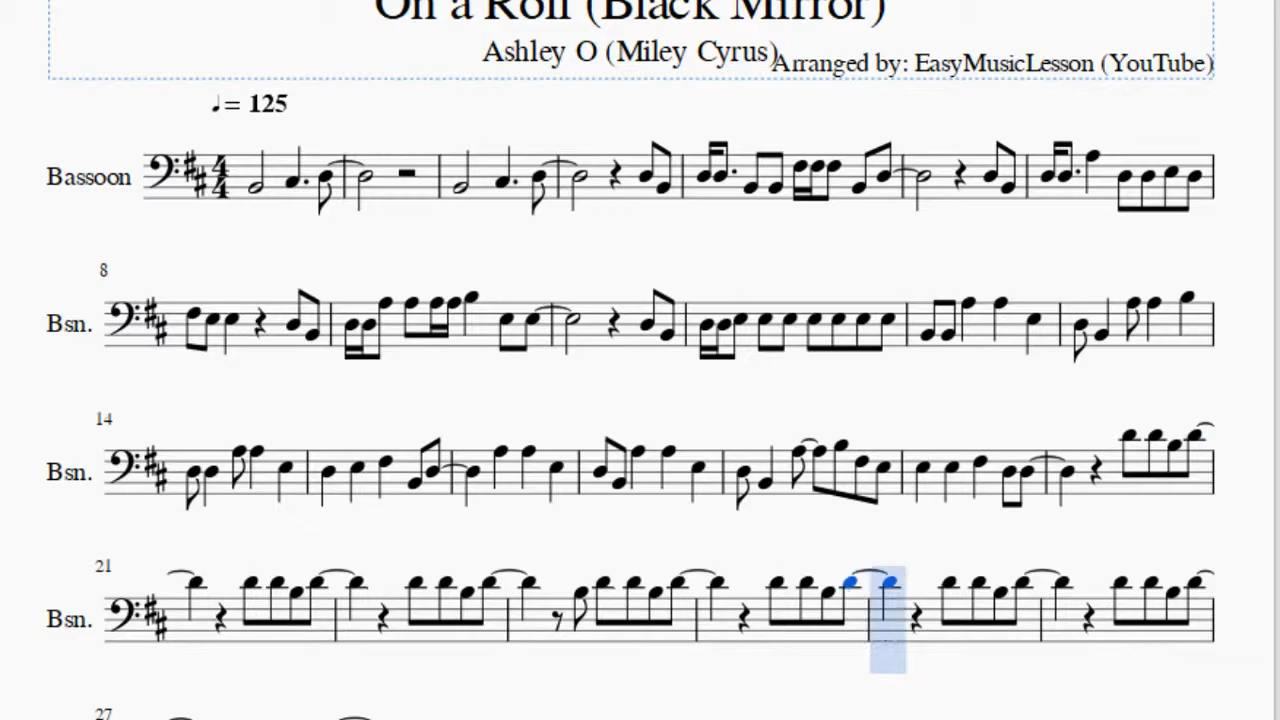 On a Roll (Black Mirror)
Ashley O (Miley Cyrus)
Arranged by: EasyMusicLesson (YouTube)
♩= 125
Bassoon
8
Bsn.
14
Bsn.
21
Bsn.
27